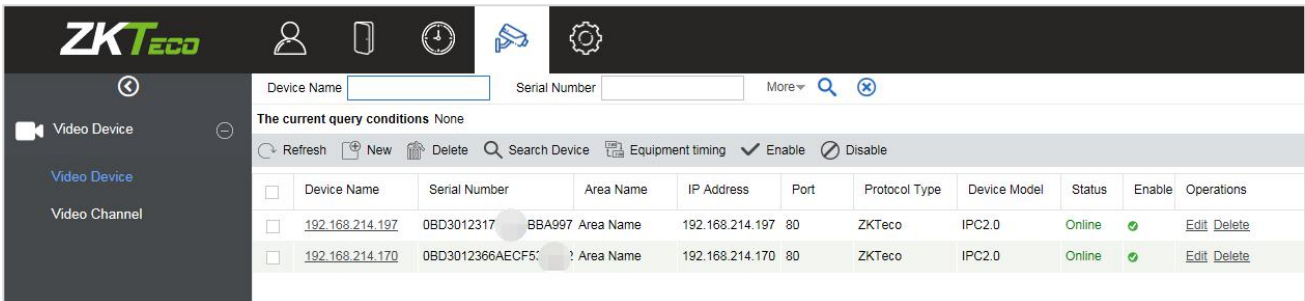 ZKTECO
Device Name Serial Number More
The current query conditions None
Refresh New Delete Search Device Equipment timing Enable Disable
Video Device
Video Device
Video Channel
Device Name Serial Number Area Name IP Address Port Protocol Type Device Model Status Enable Operations
192.168.214.197 0BD3012317 BBA997 Area Name 192.168.214.197 80 ZKTeco IPC2.0 Online Edit Delete
192.168.214.170 0BD3012366AECF5 Area Name 192.168.214.170 80 ZKTeco IPC2.0 Online Edit Delete